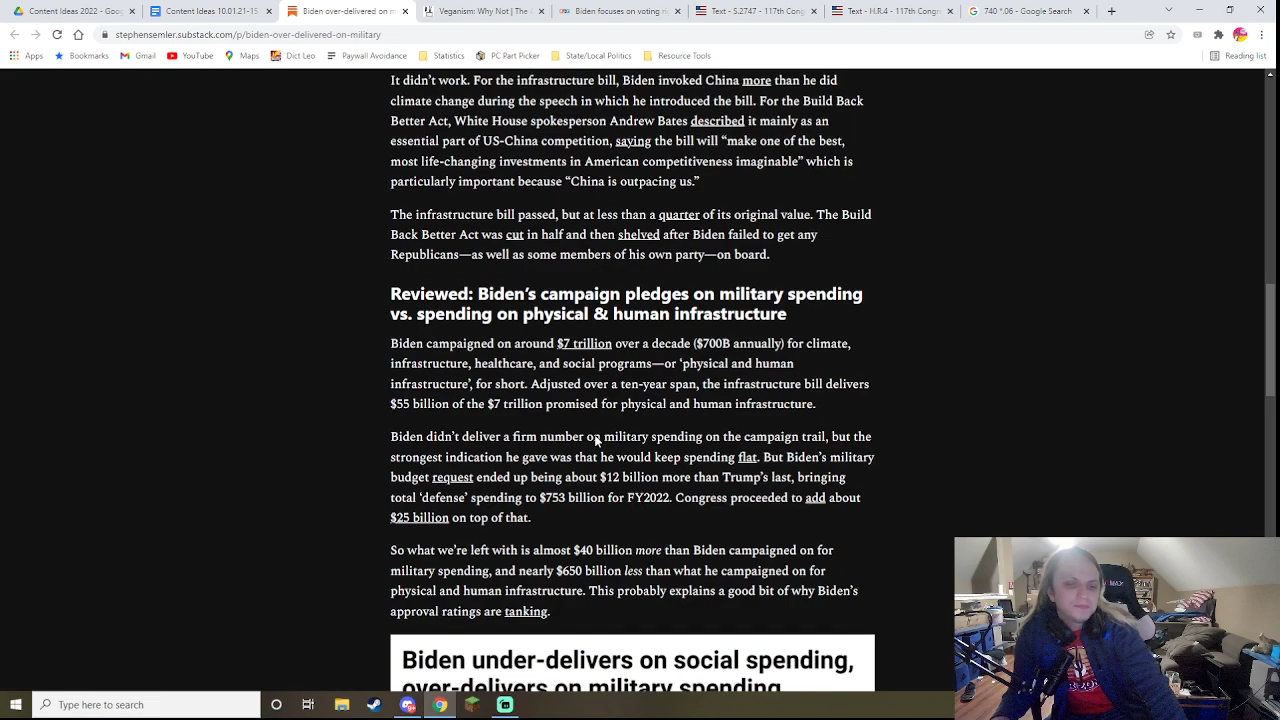 Content Ideas 2022 - Goog
Content Ideas 10.01.21-15
Biden over-delivered on m
Veganism: Why Not | The C
Biden focuses on voting ri
Text - S.2747 - 117th Cong
Text - H.R.4 - 117th Congr
740 *.06 - Google Search
stephensemler.substack.com/p/biden-over-delivered-on-military
Apps
Bookmarks
Gmail
YouTube
Maps
Dict Leo
Paywall Avoidance
Statistics
PC Part Picker
State/Local Politics
Resource Tools
Reading list
It didn't work. For the infrastructure bill, Biden invoked China more than he did
climate change during the speech in which he introduced the bill. For the Build Back
Better Act, White House spokesperson Andrew Bates described it mainly as an
essential part of US-China competition, saying the bill will “make one of the best,
most life-changing investments in American competitiveness imaginable” which is
particularly important because “China is outpacing us.”
The infrastructure bill passed, but at less than a quarter of its original value. The Build
Back Better Act was cut in half and then shelved after Biden failed to get any
Republicans—as well as some members of his own party—on board.
Reviewed: Biden's campaign pledges on military spending
vs. spending on physical & human infrastructure
Biden campaigned on around $7 trillion over a decade ($700B annually) for climate,
infrastructure, healthcare, and social programs—or ‘physical and human
infrastructure’, for short. Adjusted over a ten-year span, the infrastructure bill delivers
$55 billion of the $7 trillion promised for physical and human infrastructure.
Biden didn't deliver a firm number on military spending on the campaign trail, but the
strongest indication he gave was that he would keep spending flat. But Biden's military
budget request ended up being about $12 billion more than Trump's last, bringing
total ‘defense’ spending to $753 billion for FY2022. Congress proceeded to add about
$25 billion on top of that.
So what we're left with is almost $40 billion more than Biden campaigned on for
military spending, and nearly $650 billion less than what he campaigned on for
physical and human infrastructure. This probably explains a good bit of why Biden's
approval ratings are tanking.
Biden under-delivers on social spending,
over-delivers on military spending
Type here to search